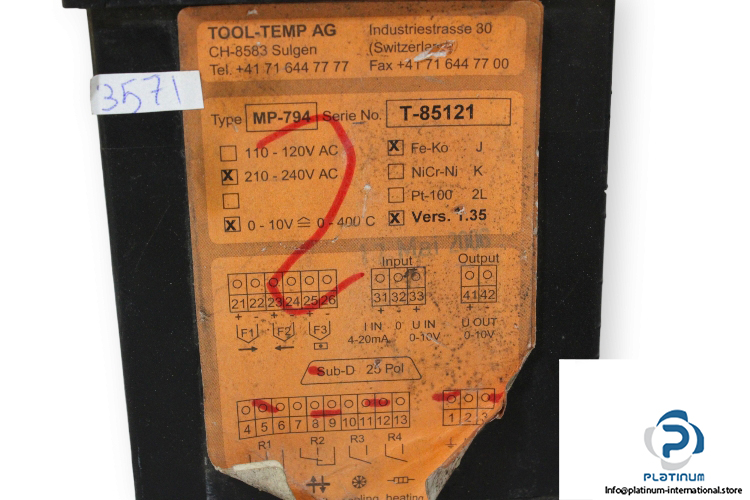 TOOL-TEMP AG Industriestrasse 30
CH-8583 Sulgen (Switzerland)
Tel. +41 71 644 77 77 Fax +41 71 644 77 00
3571
Type MP-794 Serie No. T-85121
110 - 120V AC X Fe-Ko J
X 210 - 240V AC NiCr-Ni K
Pt-100 2L
X 0 - 10V ≙ 0 - 400 C X Vers. 1.35
2
Mai 2006
Input Output
21 22 23 24 25 26 31 32 33 41 42
+ - + - + - + - + + -
F1 F2 F3 I IN 0 U IN U OUT
4-20mA 0-10V 0-10V
Sub-D 25 Pol
4 5 6 7 8 9 10 11 12 13 1 2 3
R1 R2 R3 R4
heating
PLATINUM
INTERNATIONAL
Info@platinum-international.store